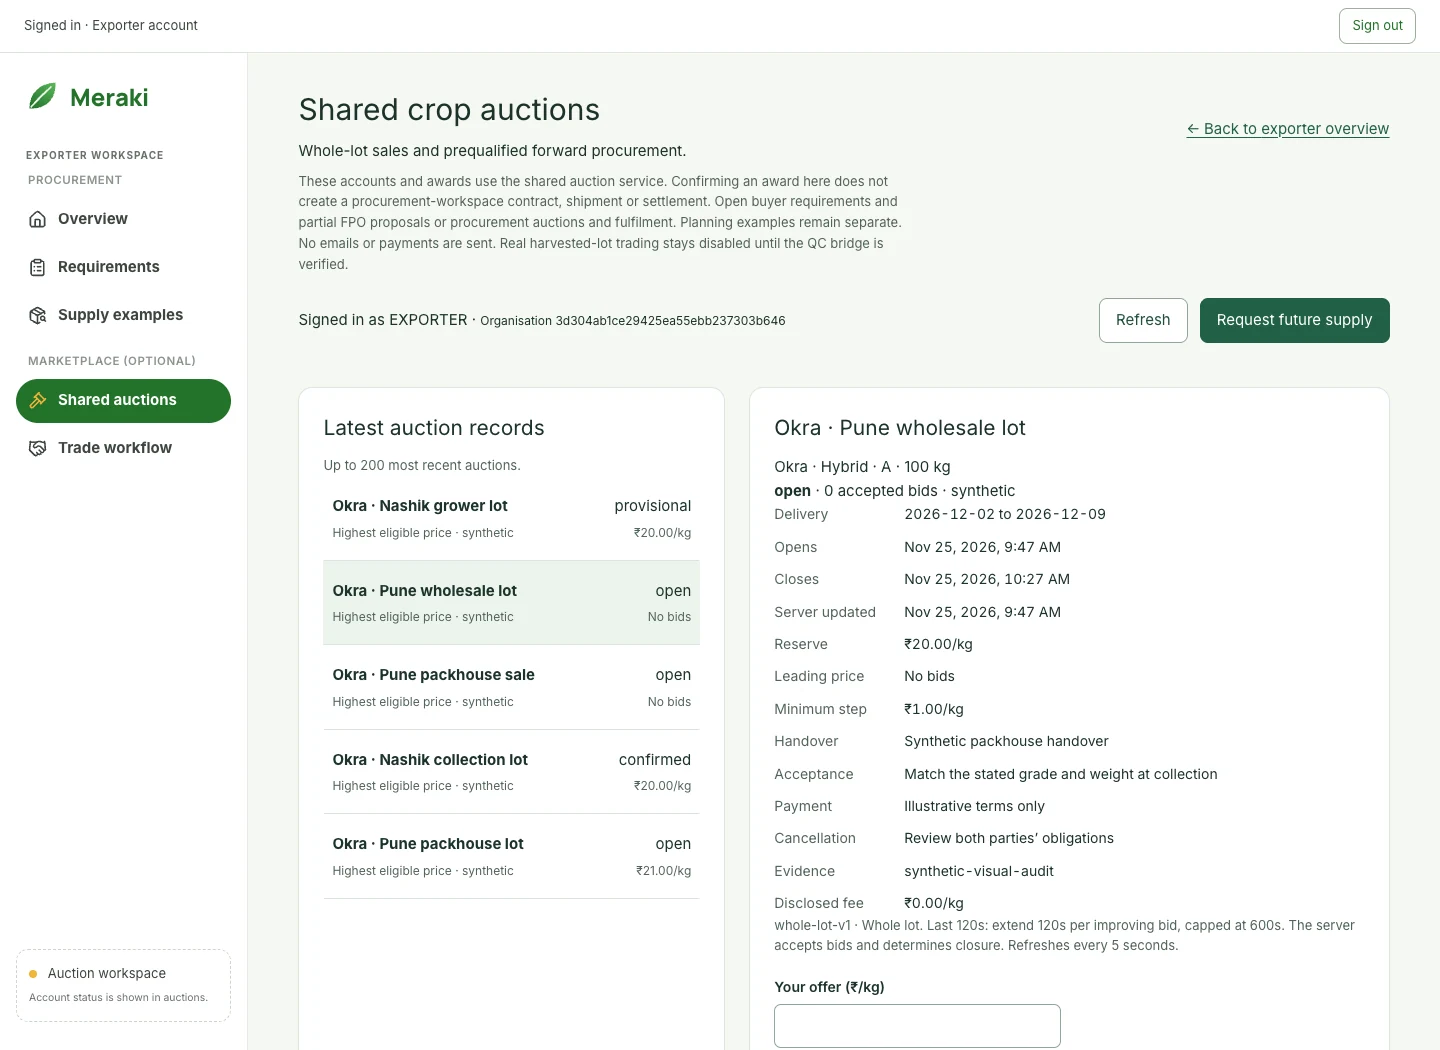 Signed in · Exporter account
Sign out
Meraki
EXPORTER WORKSPACE
PROCUREMENT
Overview
Requirements
Supply examples
MARKETPLACE (OPTIONAL)
Shared auctions
Trade workflow
Auction workspace
Account status is shown in auctions.
Shared crop auctions
← Back to exporter overview
Whole-lot sales and prequalified forward procurement.
These accounts and awards use the shared auction service. Confirming an award here does not
create a procurement-workspace contract, shipment or settlement. Open buyer requirements and
partial FPO proposals or procurement auctions and fulfilment. Planning examples remain separate.
No emails or payments are sent. Real harvested-lot trading stays disabled until the QC bridge is
verified.
Signed in as EXPORTER · Organisation 3d304ab1ce29425ea55ebb237303b646
Refresh
Request future supply
Latest auction records
Up to 200 most recent auctions.
Okra · Nashik grower lot provisional
Highest eligible price · synthetic ₹20.00/kg
Okra · Pune wholesale lot open
Highest eligible price · synthetic No bids
Okra · Pune packhouse sale open
Highest eligible price · synthetic No bids
Okra · Nashik collection lot confirmed
Highest eligible price · synthetic ₹20.00/kg
Okra · Pune packhouse lot open
Highest eligible price · synthetic ₹21.00/kg
Okra · Pune wholesale lot
Okra · Hybrid · A · 100 kg
open · 0 accepted bids · synthetic
Delivery 2026-12-02 to 2026-12-09
Opens Nov 25, 2026, 9:47 AM
Closes Nov 25, 2026, 10:27 AM
Server updated Nov 25, 2026, 9:47 AM
Reserve ₹20.00/kg
Leading price No bids
Minimum step ₹1.00/kg
Handover Synthetic packhouse handover
Acceptance Match the stated grade and weight at collection
Payment Illustrative terms only
Cancellation Review both parties’ obligations
Evidence synthetic-visual-audit
Disclosed fee ₹0.00/kg
whole-lot-v1 · Whole lot. Last 120s: extend 120s per improving bid, capped at 600s. The server
accepts bids and determines closure. Refreshes every 5 seconds.
Your offer (₹/kg)